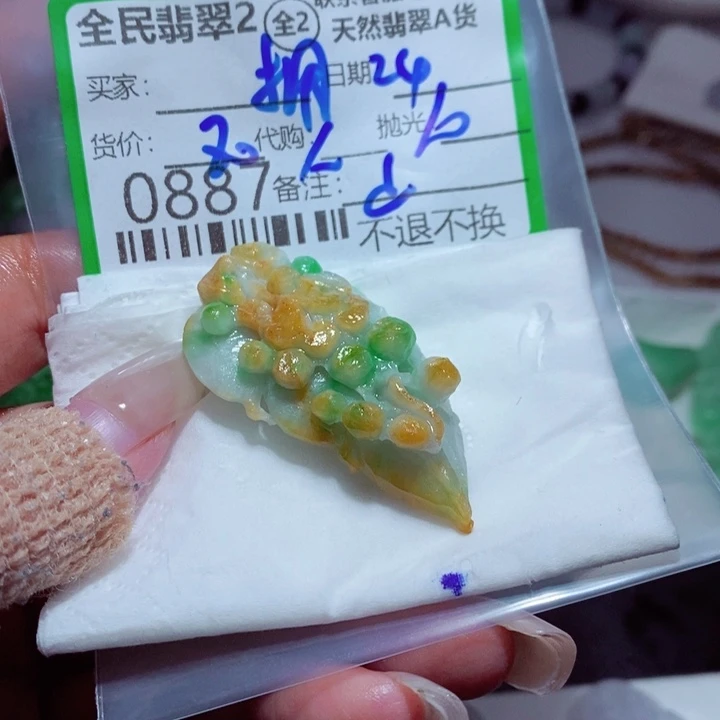 全民翡翠2 全2 天然翡翠A货
买家: 拥 日期 24
货价: 代购 抛光
0887 备注:
不退不换